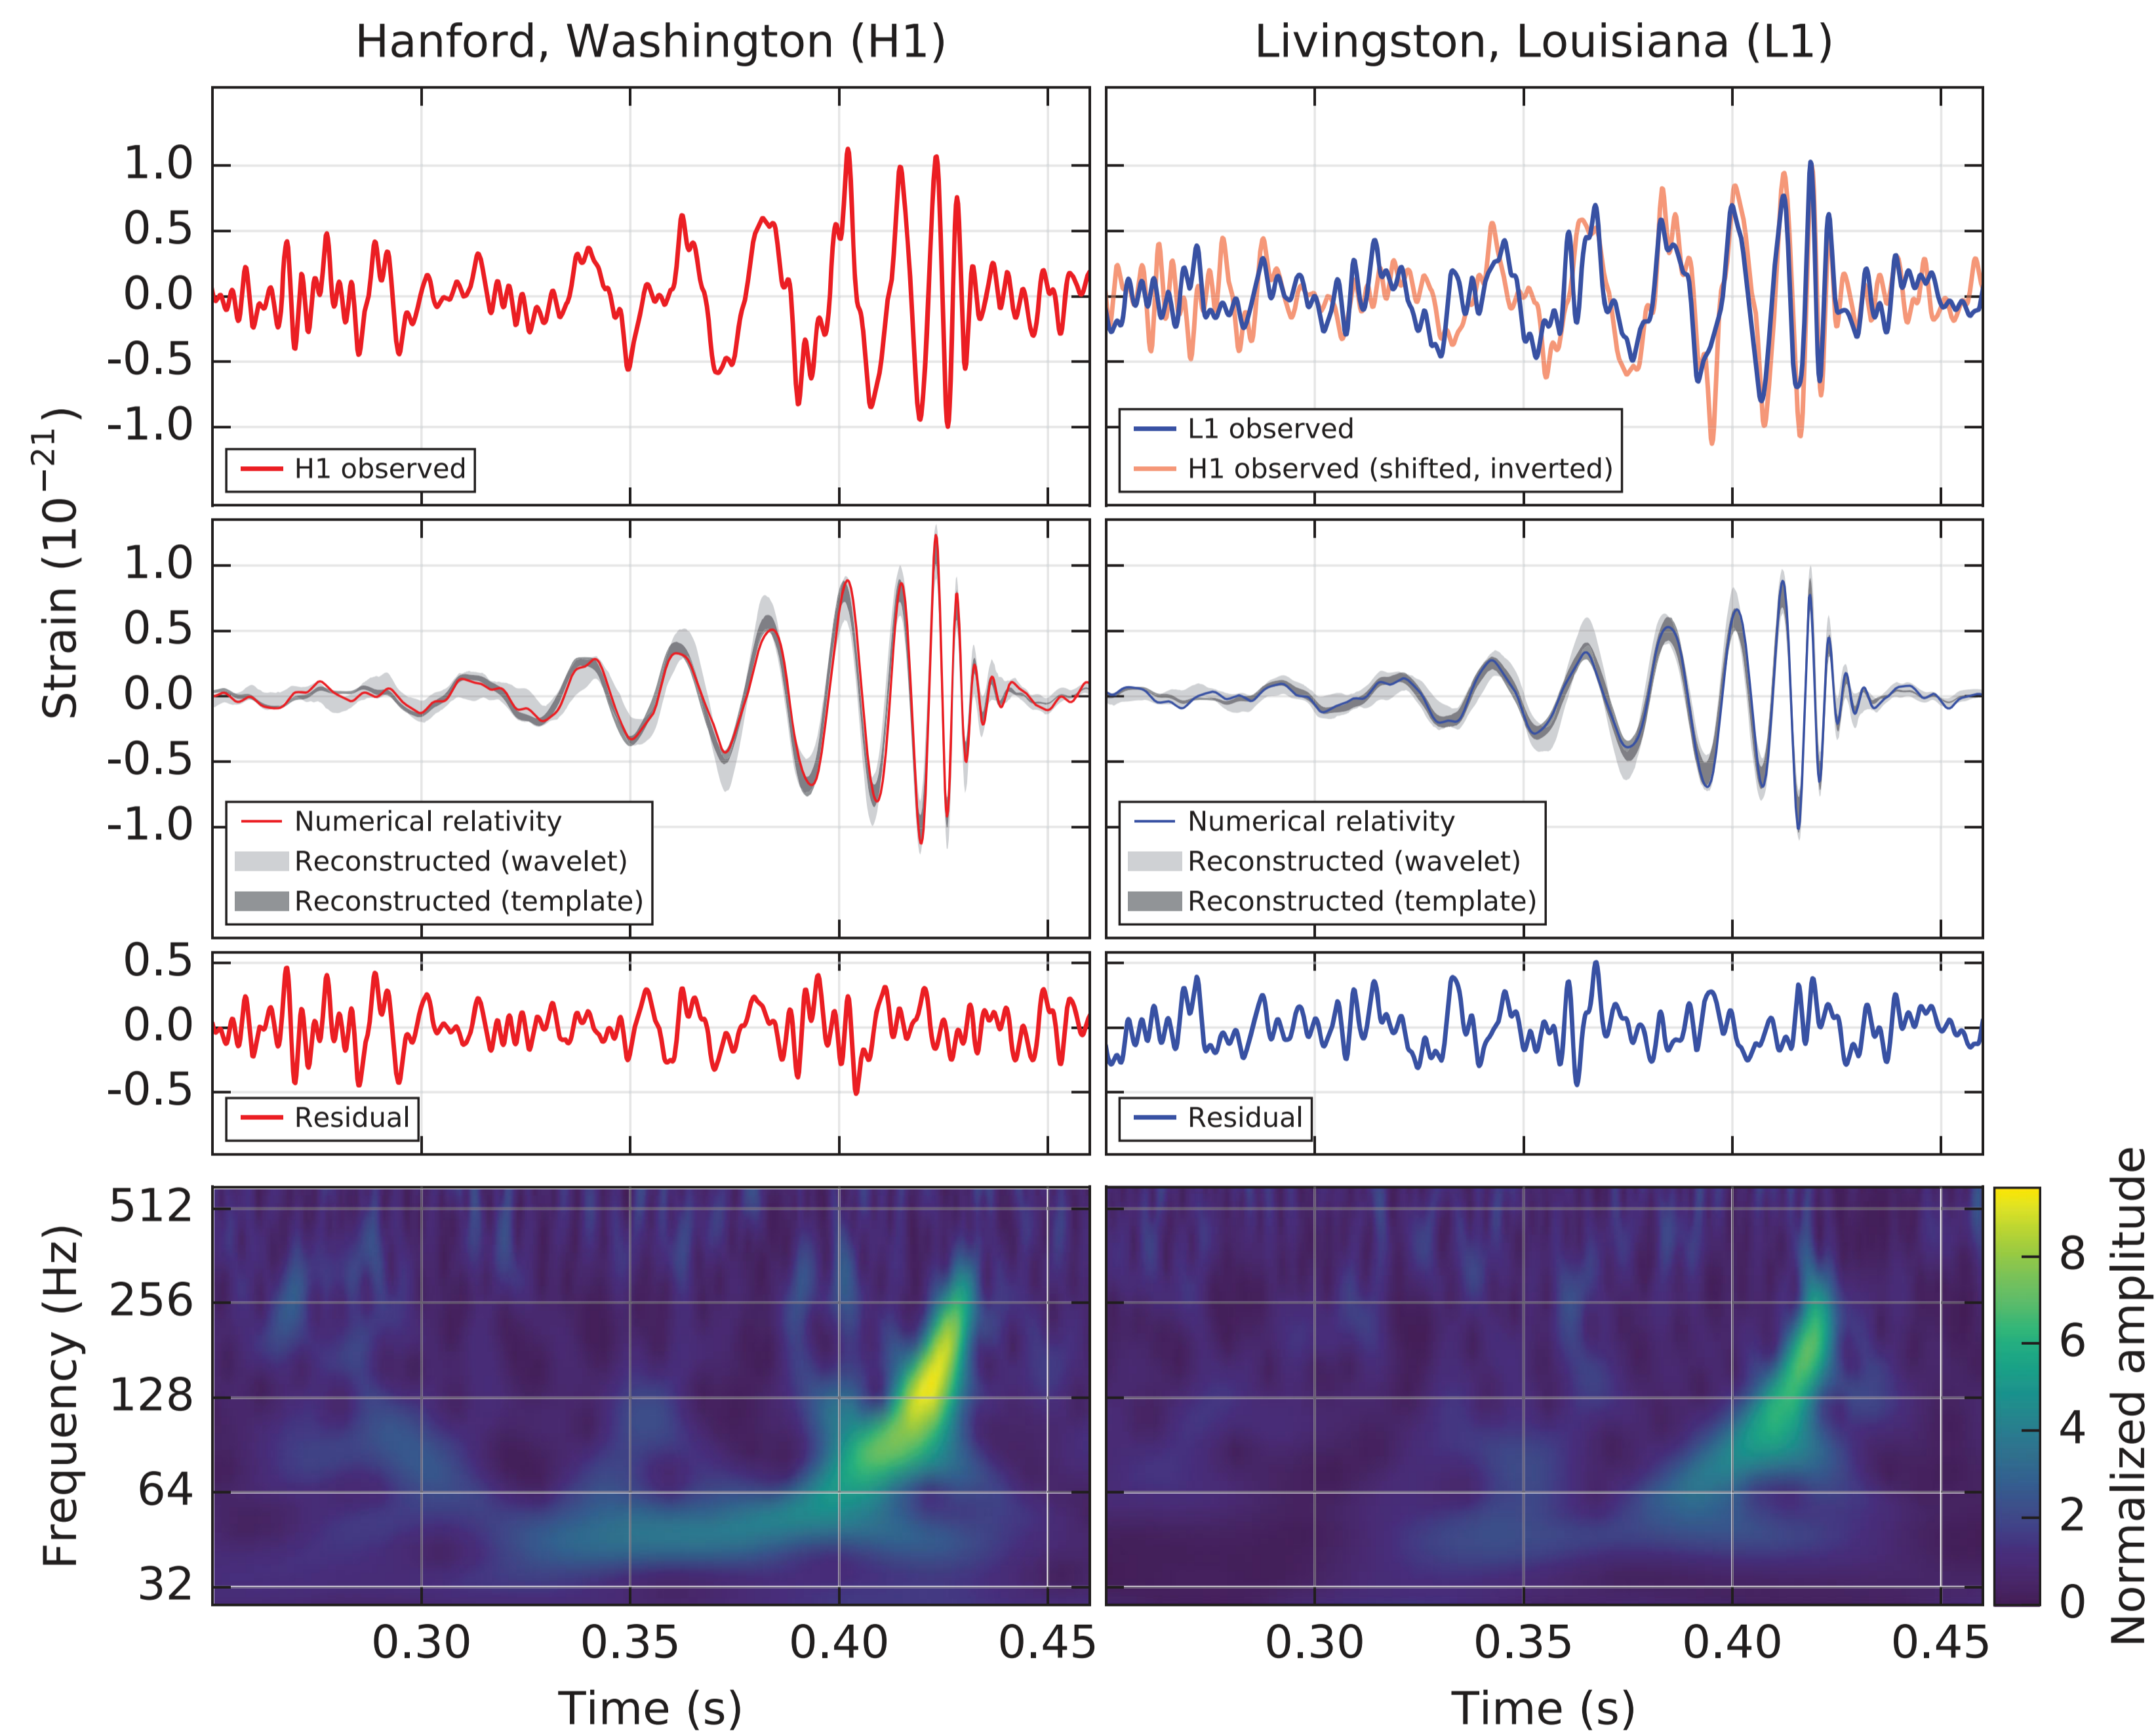 Hanford, Washington (H1)
Livingston, Louisiana (L1)
Strain (10⁻²¹)
1.0
0.5
0.0
-0.5
-1.0
H1 observed
L1 observed
H1 observed (shifted, inverted)
1.0
0.5
0.0
-0.5
-1.0
Numerical relativity
Reconstructed (wavelet)
Reconstructed (template)
Numerical relativity
Reconstructed (wavelet)
Reconstructed (template)
0.5
0.0
-0.5
Residual
Residual
Frequency (Hz)
512
256
128
64
32
8
6
4
2
0
Normalized amplitude
0.30 0.35 0.40 0.45
0.30 0.35 0.40 0.45
Time (s)
Time (s)